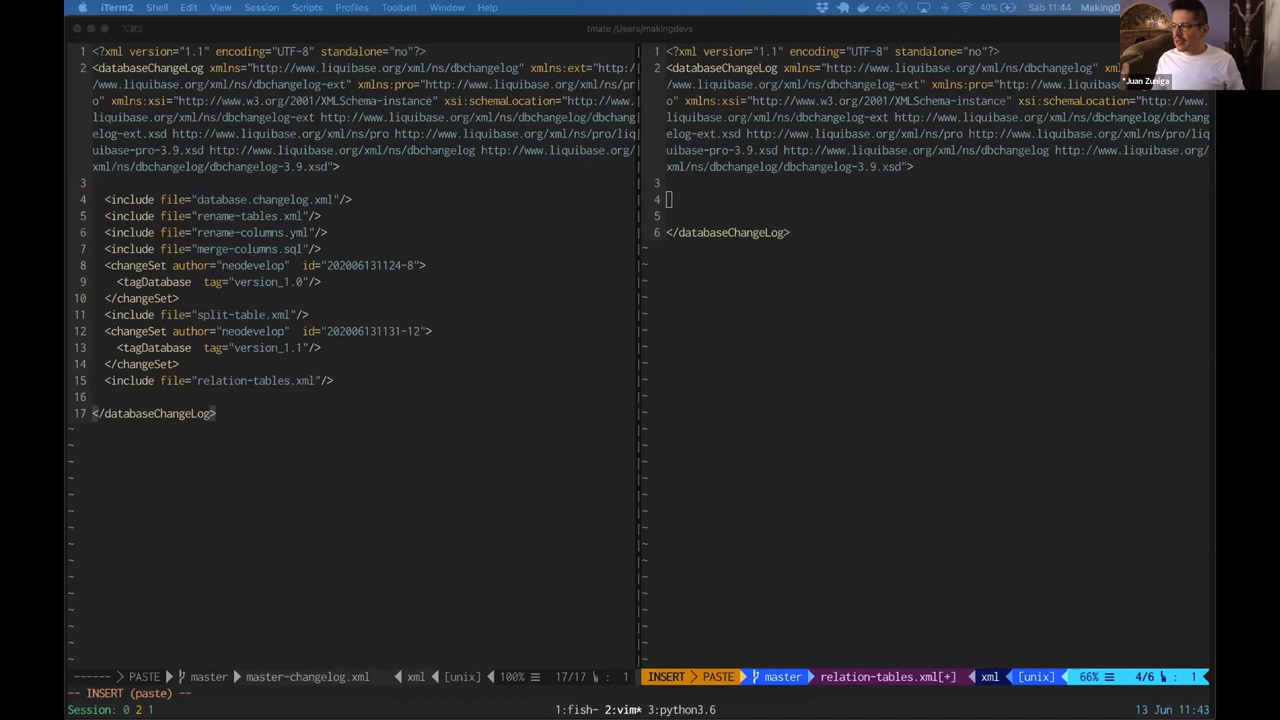 iTerm2 Shell Edit View Session Scripts Profiles Toolbelt Window Help 40% Sáb 11:44 MakingDe
⌥⌘2 tmate /Users/makingdevs
*Juan Zuniga
1 <?xml version="1.1" encoding="UTF-8" standalone="no"?>
2 <databaseChangeLog xmlns="http://www.liquibase.org/xml/ns/dbchangelog" xmlns:ext="http:/
/www.liquibase.org/xml/ns/dbchangelog-ext" xmlns:pro="http://www.liquibase.org/xml/ns/pr
o" xmlns:xsi="http://www.w3.org/2001/XMLSchema-instance" xsi:schemaLocation="http://www.
liquibase.org/xml/ns/dbchangelog-ext http://www.liquibase.org/xml/ns/dbchangelog/dbchang
elog-ext.xsd http://www.liquibase.org/xml/ns/pro http://www.liquibase.org/xml/ns/pro/liq
uibase-pro-3.9.xsd http://www.liquibase.org/xml/ns/dbchangelog http://www.liquibase.org/
xml/ns/dbchangelog/dbchangelog-3.9.xsd">
3
4 <include file="database.changelog.xml"/>
5 <include file="rename-tables.xml"/>
6 <include file="rename-columns.yml"/>
7 <include file="merge-columns.sql"/>
8 <changeSet author="neodevelop" id="202006131124-8">
9 <tagDatabase tag="version_1.0"/>
10 </changeSet>
11 <include file="split-table.xml"/>
12 <changeSet author="neodevelop" id="202006131131-12">
13 <tagDatabase tag="version_1.1"/>
14 </changeSet>
15 <include file="relation-tables.xml"/>
16
17 </databaseChangeLog>
------ PASTE master master-changelog.xml xml [unix] 100% 17/17 : 1
1 <?xml version="1.1" encoding="UTF-8" standalone="no"?>
2 <databaseChangeLog xmlns="http://www.liquibase.org/xml/ns/dbchangelog" xm
/www.liquibase.org/xml/ns/dbchangelog-ext" xmlns:pro="http://www.liquibas
o" xmlns:xsi="http://www.w3.org/2001/XMLSchema-instance" xsi:schemaLocation="http://www.
liquibase.org/xml/ns/dbchangelog-ext http://www.liquibase.org/xml/ns/dbchangelog/dbchang
elog-ext.xsd http://www.liquibase.org/xml/ns/pro http://www.liquibase.org/xml/ns/pro/liq
uibase-pro-3.9.xsd http://www.liquibase.org/xml/ns/dbchangelog http://www.liquibase.org/
xml/ns/dbchangelog/dbchangelog-3.9.xsd">
3
4
5
6 </databaseChangeLog>
INSERT PASTE master relation-tables.xml[+] xml [unix] 66% 4/6 : 1
-- INSERT (paste) --
Session: 0 2 1 1:fish- 2:vim* 3:python3.6 13 Jun 11:43